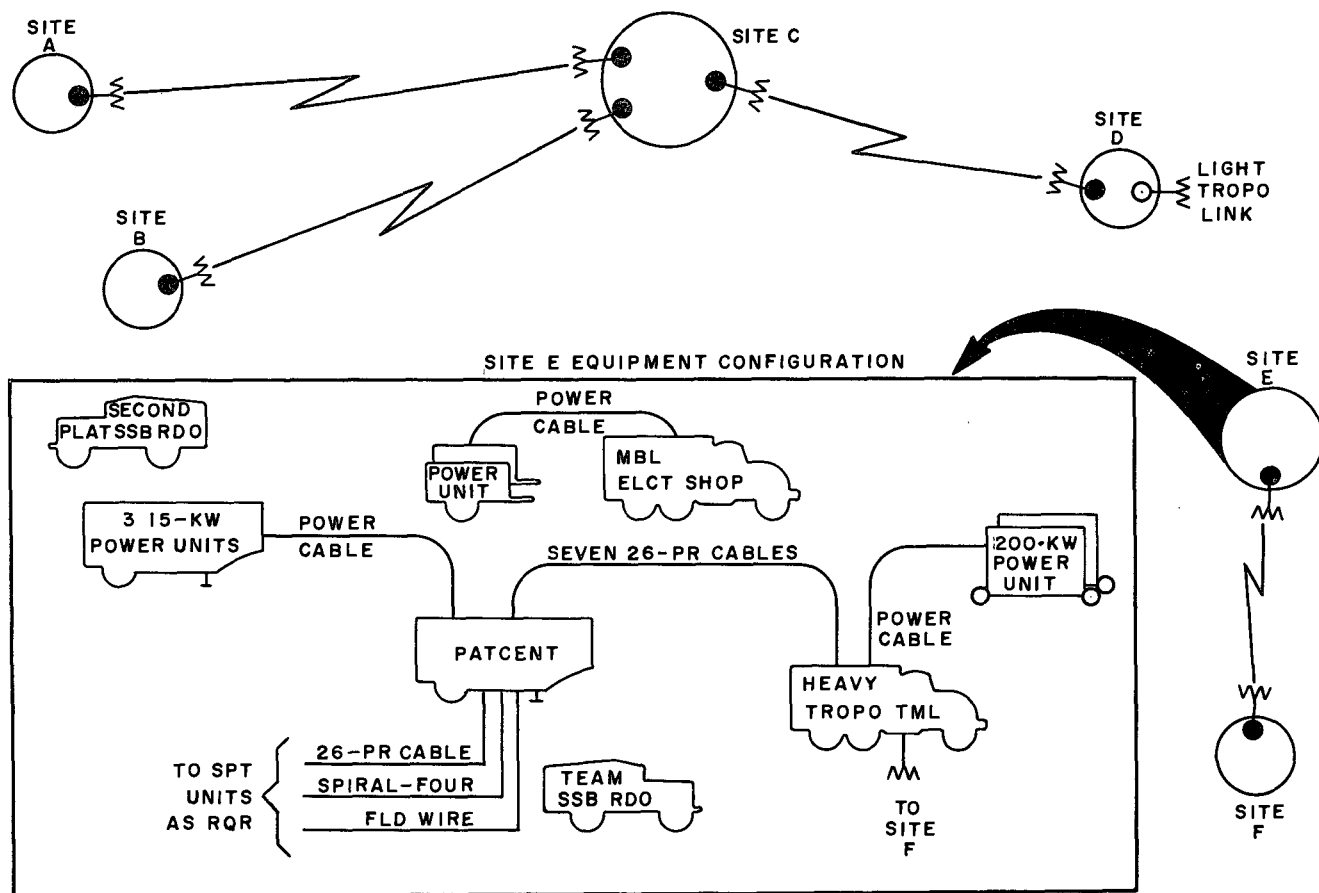 SITE
A
SITE C
SITE
D
LIGHT
TROPO
LINK
SITE
B
SITE E EQUIPMENT CONFIGURATION
SITE
E
SECOND
PLATSSBRDO
POWER
CABLE
POWER
UNIT
MBL
ELCT SHOP
3 15-KW
POWER UNITS
POWER
CABLE
SEVEN 26-PR CABLES
200-KW
POWER
UNIT
POWER
CABLE
PATCENT
HEAVY
TROPO TML
26-PR CABLE
SPIRAL-FOUR
FLD WIRE
TO SPT
UNITS
AS RQR
TEAM
SSB RDO
TO
SITE
F
SITE
F